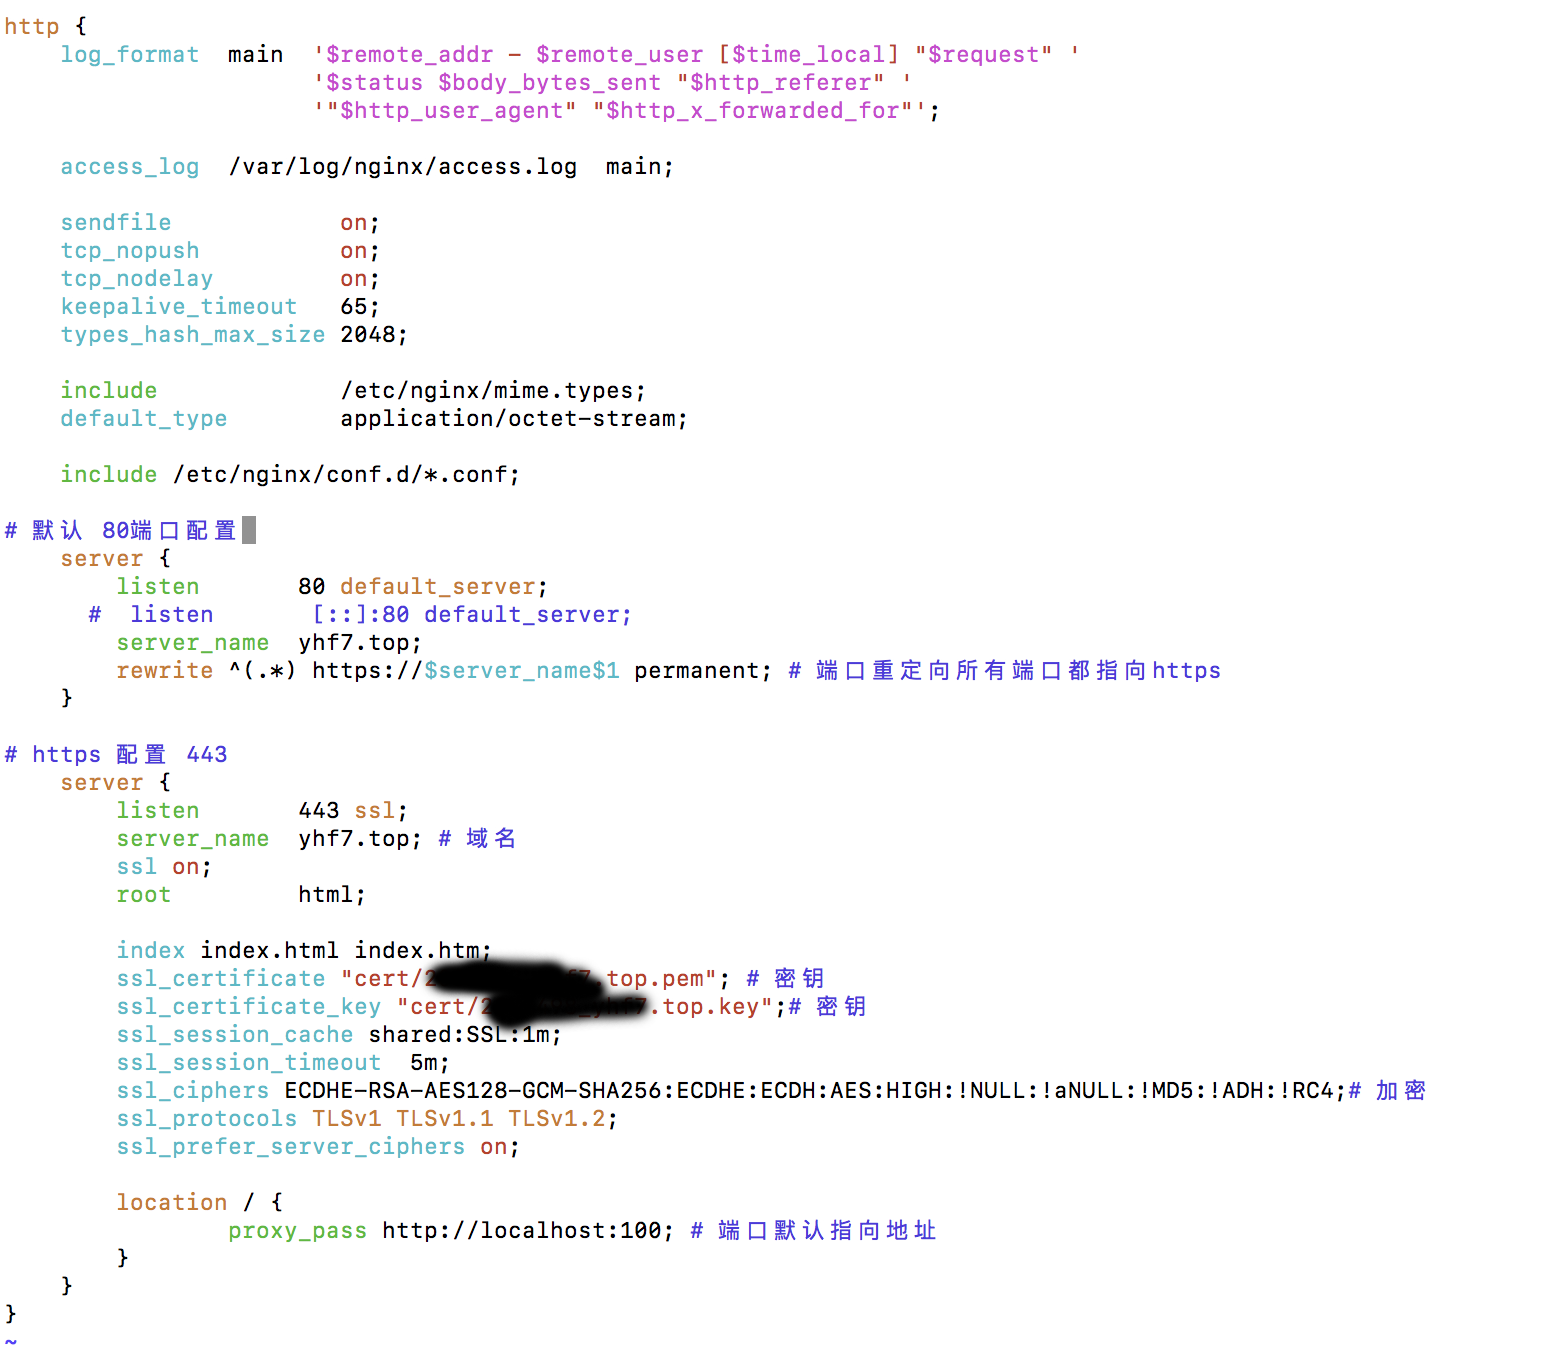 http {
    log_format  main  '$remote_addr - $remote_user [$time_local] "$request" '
                      '$status $body_bytes_sent "$http_referer" '
                      '"$http_user_agent" "$http_x_forwarded_for"';
    access_log  /var/log/nginx/access.log  main;
    sendfile            on;
    tcp_nopush          on;
    tcp_nodelay         on;
    keepalive_timeout   65;
    types_hash_max_size 2048;
    include             /etc/nginx/mime.types;
    default_type        application/octet-stream;
    include /etc/nginx/conf.d/*.conf;
# 默认 80端口配置
    server {
        listen       80 default_server;
      #  listen       [::]:80 default_server;
        server_name  yhf7.top;
        rewrite ^(.*) https://$server_name$1 permanent; # 端口重定向所有端口都指向https
    }
# https 配置 443
    server {
        listen       443 ssl;
        server_name  yhf7.top; # 域名
        ssl on;
        root         html;
        index index.html index.htm;
        ssl_certificate "cert/2 .top.pem"; # 密钥
        ssl_certificate_key "cert/2 .top.key";# 密钥
        ssl_session_cache shared:SSL:1m;
        ssl_session_timeout  5m;
        ssl_ciphers ECDHE-RSA-AES128-GCM-SHA256:ECDHE:ECDH:AES:HIGH:!NULL:!aNULL:!MD5:!ADH:!RC4;# 加密
        ssl_protocols TLSv1 TLSv1.1 TLSv1.2;
        ssl_prefer_server_ciphers on;
        location / {
                proxy_pass http://localhost:100; # 端口默认指向地址
        }
    }
}
~